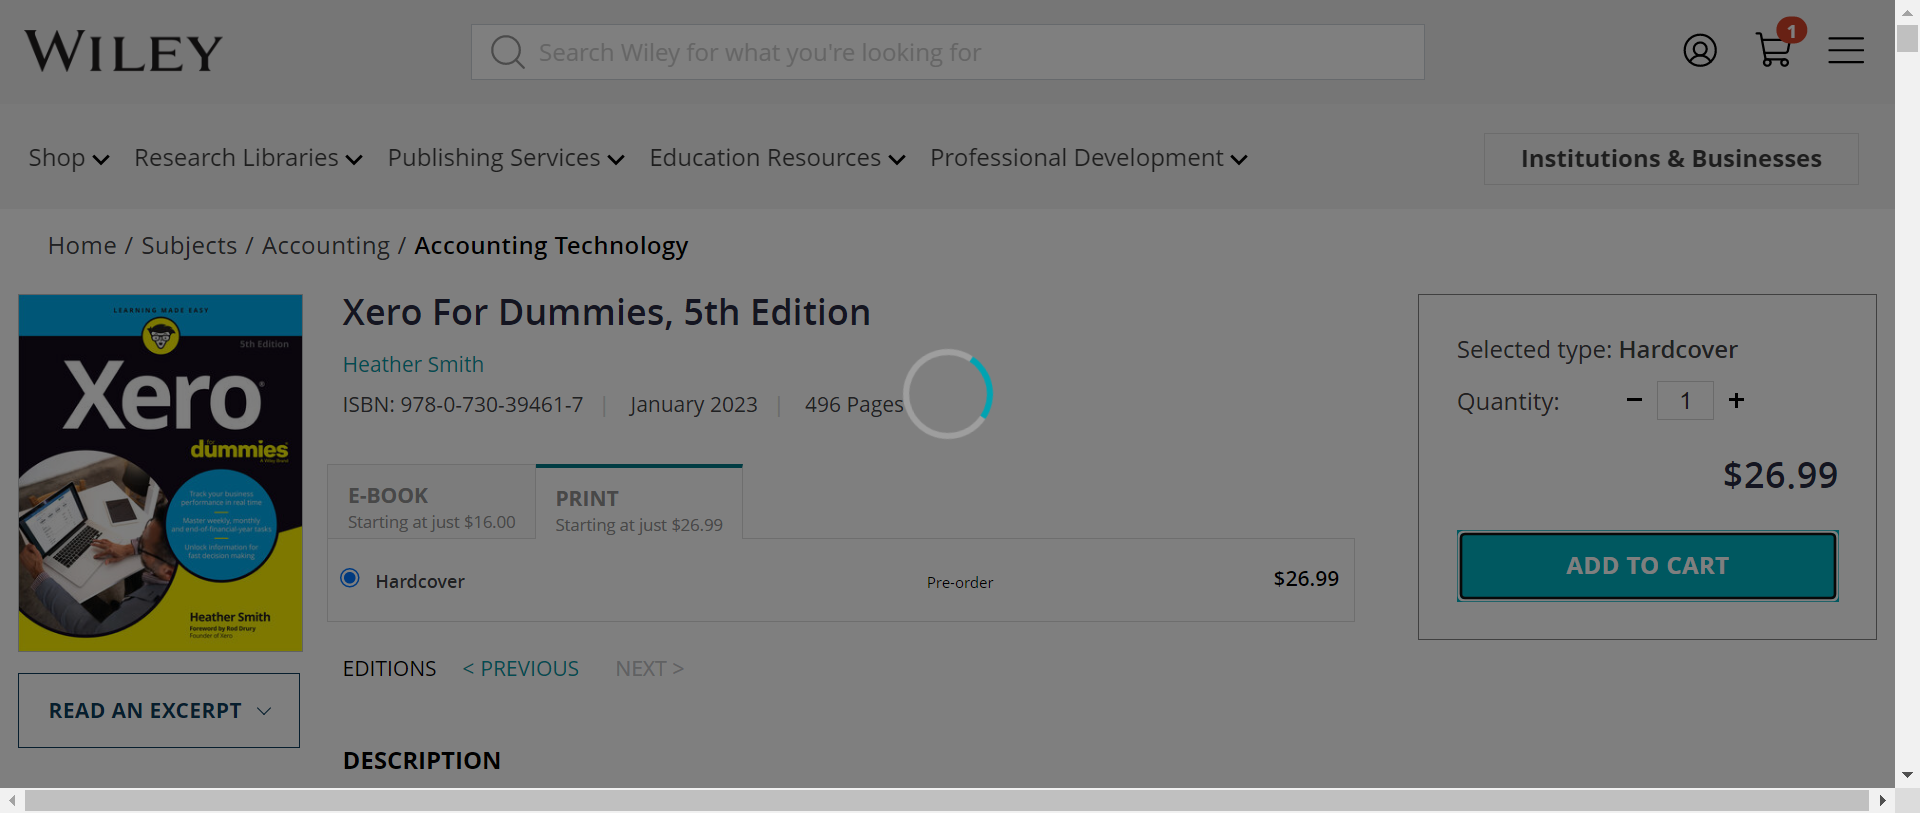 WILEY
Search Wiley for what you're looking for
1
Shop
Research Libraries
Publishing Services
Education Resources
Professional Development
Institutions & Businesses
Home / Subjects / Accounting / Accounting Technology
LEARNING MADE EASY
5th Edition
Xero
for
dummies
A Wiley Brand
Track your business
performance in real time
Master weekly, monthly
and end-of-financial-year tasks
Unlock information for
fast decision making
Heather Smith
Foreword by Rod Drury
Founder of Xero
READ AN EXCERPT
Xero For Dummies, 5th Edition
Heather Smith
ISBN: 978-0-730-39461-7 | January 2023 | 496 Pages
E-BOOK
Starting at just $16.00
PRINT
Starting at just $26.99
Hardcover
Pre-order
$26.99
EDITIONS
< PREVIOUS
NEXT >
DESCRIPTION
Selected type: Hardcover
Quantity:
1
$26.99
ADD TO CART